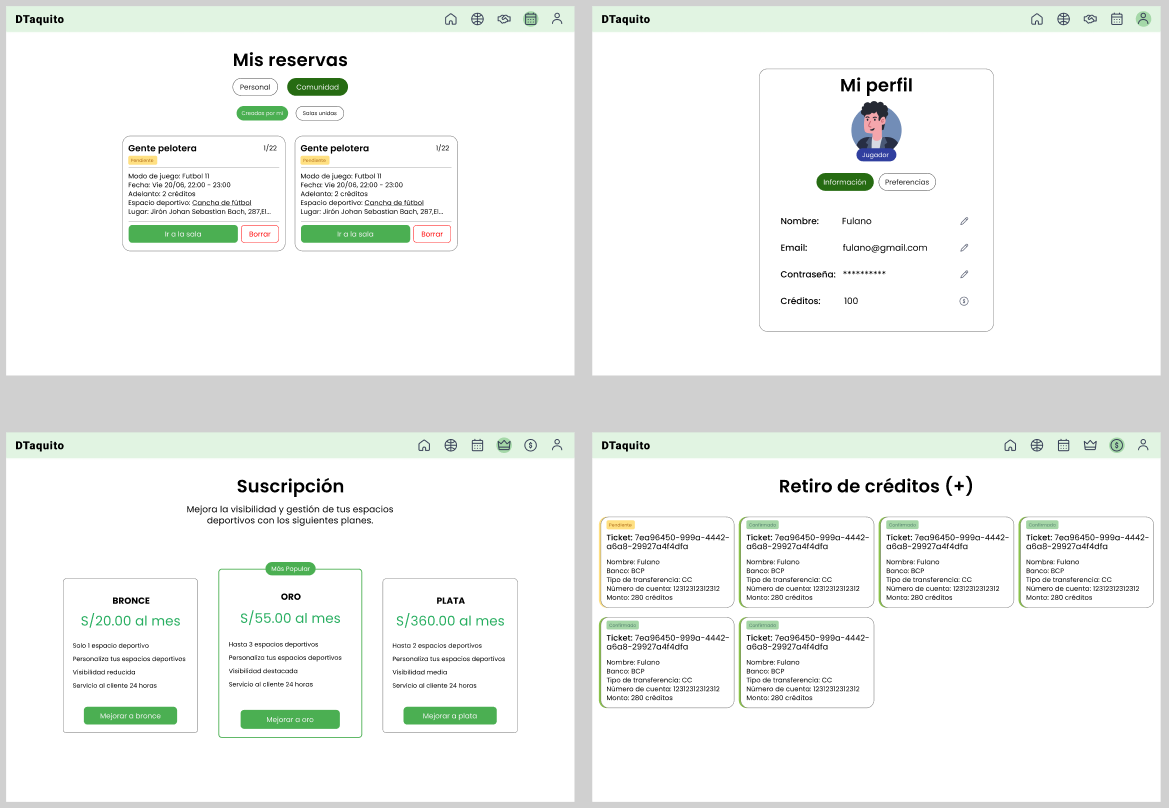 DTaquito
Mis reservas
Personal
Comunidad
Creadas por mi
Salas unidas
Gente pelotera
1/22
Pendiente
Modo de juego: Futbol 11
Fecha: Vie 20/06, 22:00 - 23:00
Adelanto: 2 créditos
Espacio deportivo: Cancha de fútbol
Lugar: Jirón Johan Sebastian Bach, 287,El...
Ir a la sala
Borrar
Gente pelotera
1/22
Pendiente
Modo de juego: Futbol 11
Fecha: Vie 20/06, 22:00 - 23:00
Adelanto: 2 créditos
Espacio deportivo: Cancha de fútbol
Lugar: Jirón Johan Sebastian Bach, 287,El...
Ir a la sala
Borrar
DTaquito
Mi perfil
Jugador
Información
Preferencias
Nombre: Fulano
Email: fulano@gmail.com
Contraseña: **********
Créditos: 100
DTaquito
Suscripción
Mejora la visibilidad y gestión de tus espacios
deportivos con los siguientes planes.
BRONCE
S/20.00 al mes
Solo 1 espacio deportivo
Personaliza tus espacios deportivos
Visibilidad reducida
Servicio al cliente 24 horas
Mejorar a bronce
Más Popular
ORO
S/55.00 al mes
Hasta 3 espacios deportivos
Personaliza tus espacios deportivos
Visibilidad destacada
Servicio al cliente 24 horas
Mejorar a oro
PLATA
S/360.00 al mes
Hasta 2 espacios deportivos
Personaliza tus espacios deportivos
Visibilidad media
Servicio al cliente 24 horas
Mejorar a plata
DTaquito
Retiro de créditos (+)
Pendiente
Ticket: 7ea96450-999a-4442-
a6a8-29927a4f4dfa
Nombre: Fulano
Banco: BCP
Tipo de transferencia: CC
Número de cuenta: 12312312312312
Monto: 280 créditos
Confirmado
Ticket: 7ea96450-999a-4442-
a6a8-29927a4f4dfa
Nombre: Fulano
Banco: BCP
Tipo de transferencia: CC
Número de cuenta: 12312312312312
Monto: 280 créditos
Confirmado
Ticket: 7ea96450-999a-4442-
a6a8-29927a4f4dfa
Nombre: Fulano
Banco: BCP
Tipo de transferencia: CC
Número de cuenta: 12312312312312
Monto: 280 créditos
Confirmado
Ticket: 7ea96450-999a-4442-
a6a8-29927a4f4dfa
Nombre: Fulano
Banco: BCP
Tipo de transferencia: CC
Número de cuenta: 12312312312312
Monto: 280 créditos
Confirmado
Ticket: 7ea96450-999a-4442-
a6a8-29927a4f4dfa
Nombre: Fulano
Banco: BCP
Tipo de transferencia: CC
Número de cuenta: 12312312312312
Monto: 280 créditos
Confirmado
Ticket: 7ea96450-999a-4442-
a6a8-29927a4f4dfa
Nombre: Fulano
Banco: BCP
Tipo de transferencia: CC
Número de cuenta: 12312312312312
Monto: 280 créditos